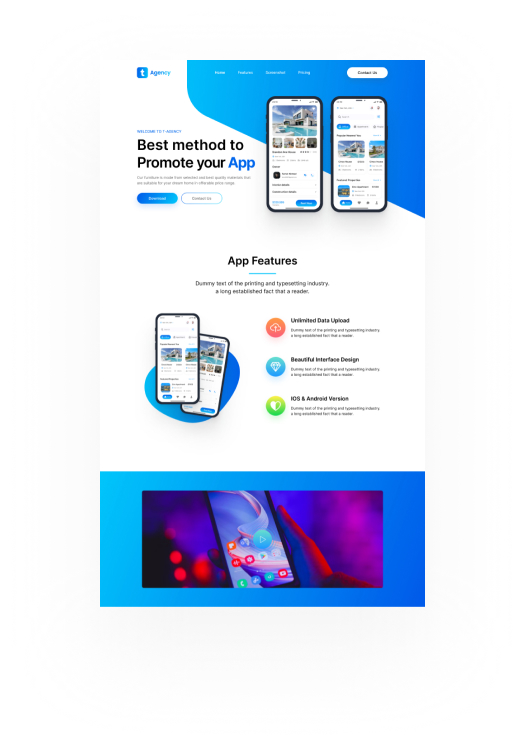 t Agency
Home Features Screenshot Pricing
Contact Us
WELCOME TO T-AGENCY
Best method to
Promote your App
Our furniture is made from selected and best quality materials that
are suitable for your dream home in affordable price range
Download
Contact Us
App Features
Dummy text of the printing and typesetting industry.
a long established fact that a reader.
Unlimited Data Upload
Dummy text of the printing and typesetting industry.
a long established fact that a reader.
Beautiful Interface Design
Dummy text of the printing and typesetting industry.
a long established fact that a reader.
IOS & Android Version
Dummy text of the printing and typesetting industry.
a long established fact that a reader.